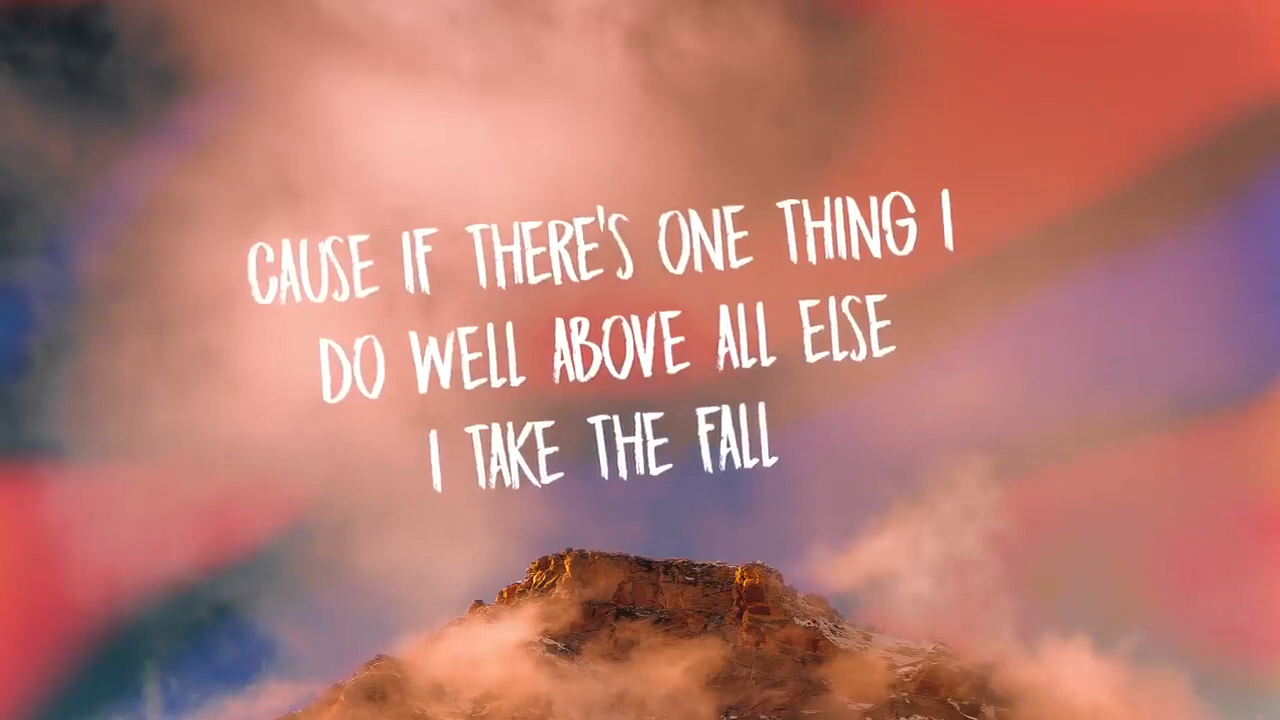 CAUSE IF THERE'S ONE THING I
DO WELL ABOVE ALL ELSE
I TAKE THE FALL